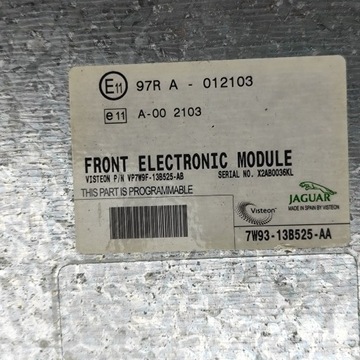 E11 97R A - 012103
e 11 A-00 2103
FRONT ELECTRONIC MODULE
VISTEON P/N VP7W9F-13B525-AB SERIAL NO. X2AB0036KL
THIS PART IS PROGRAMMABLE
Visteon
JAGUAR
MADE IN SPAIN BY VISTEON
7W93-13B525-AA